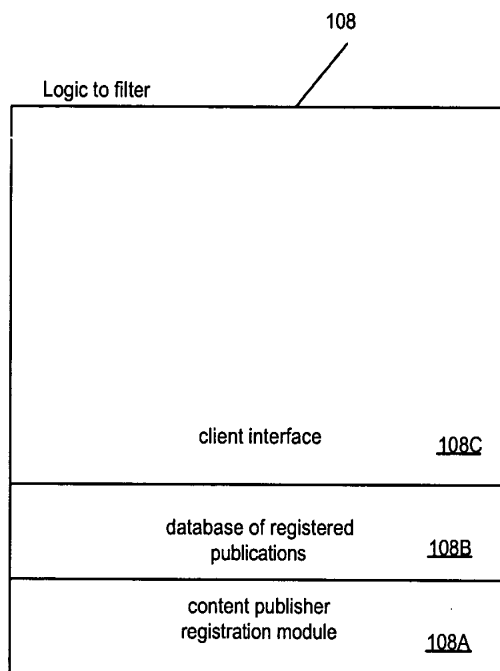 108
Logic to filter
client interface 108C
database of registered
publications 108B
content publisher
registration module 108A